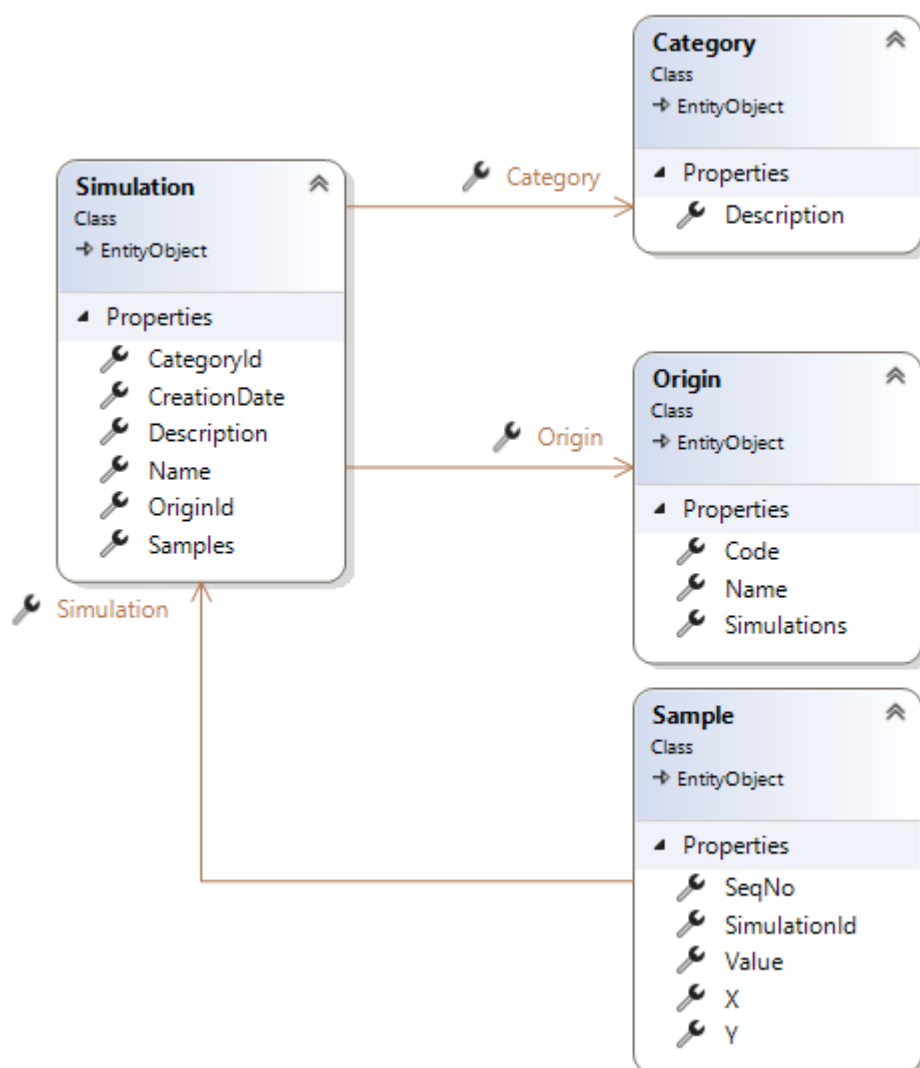 Category
Class
EntityObject
Properties
Description
Category
Simulation
Class
EntityObject
Properties
CategoryId
CreationDate
Description
Name
OriginId
Samples
Origin
Origin
Class
EntityObject
Properties
Code
Name
Simulations
Simulation
Sample
Class
EntityObject
Properties
SeqNo
SimulationId
Value
X
Y